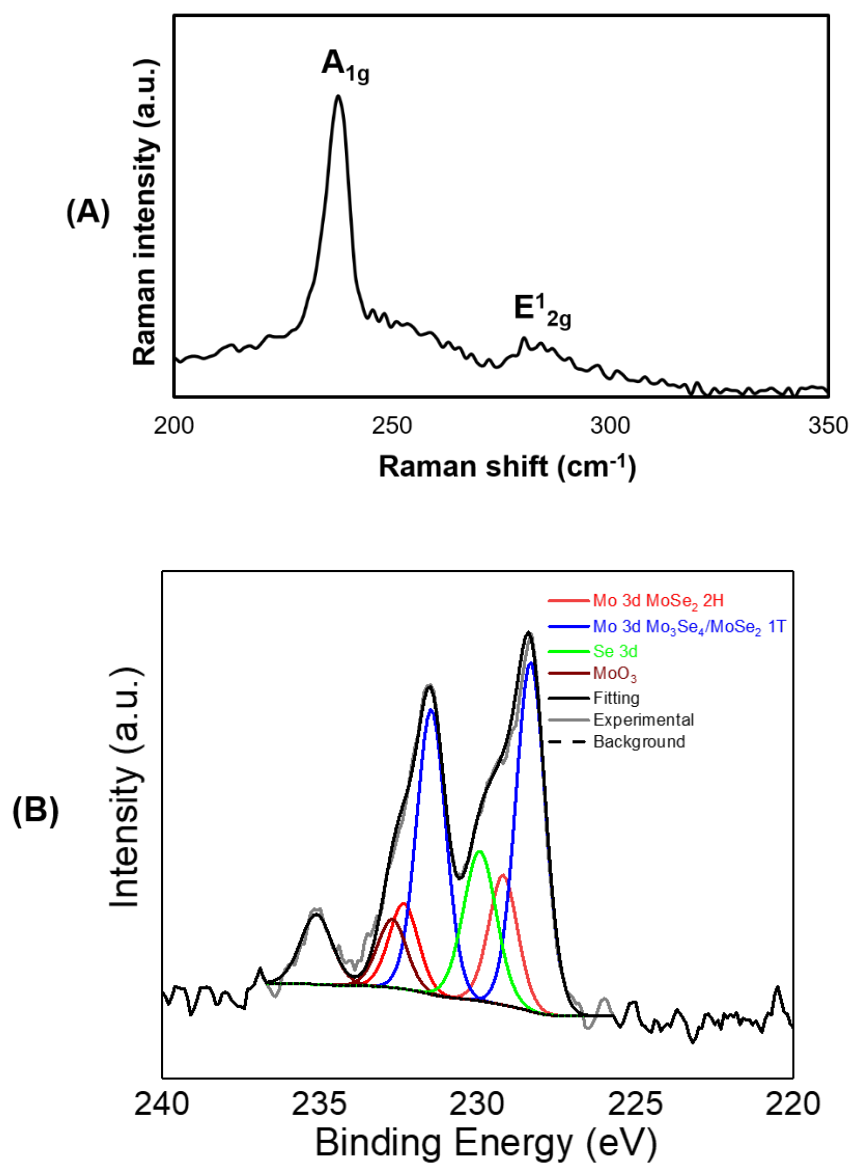 A₁g
Raman intensity (a.u.)
(A)
E¹₂g
200 250 300 350
Raman shift (cm⁻¹)
Mo 3d MoSe₂ 2H
Mo 3d Mo₃Se₄/MoSe₂ 1T
Se 3d
MoO₃
Fitting
Experimental
Background
Intensity (a.u.)
(B)
240 235 230 225 220
Binding Energy (eV)